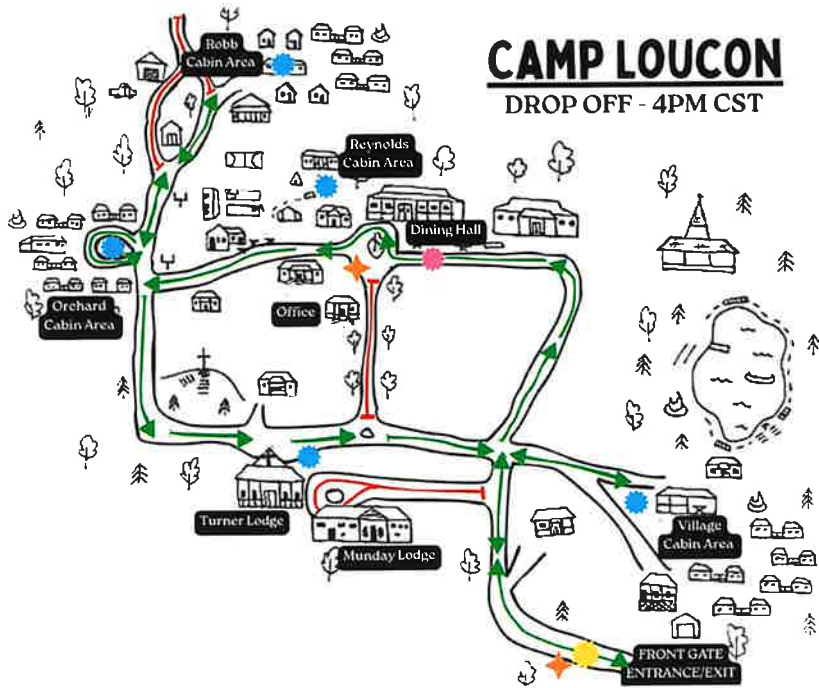 CAMP LOUCON
DROP OFF - 4PM CST
Robb
Cabin Area
Reynolds
Cabin Area
Dining Hall
Orchard
Cabin Area
Office
Turner Lodge
Munday Lodge
Village
Cabin Area
FRONT GATE
ENTRANCE/EXIT